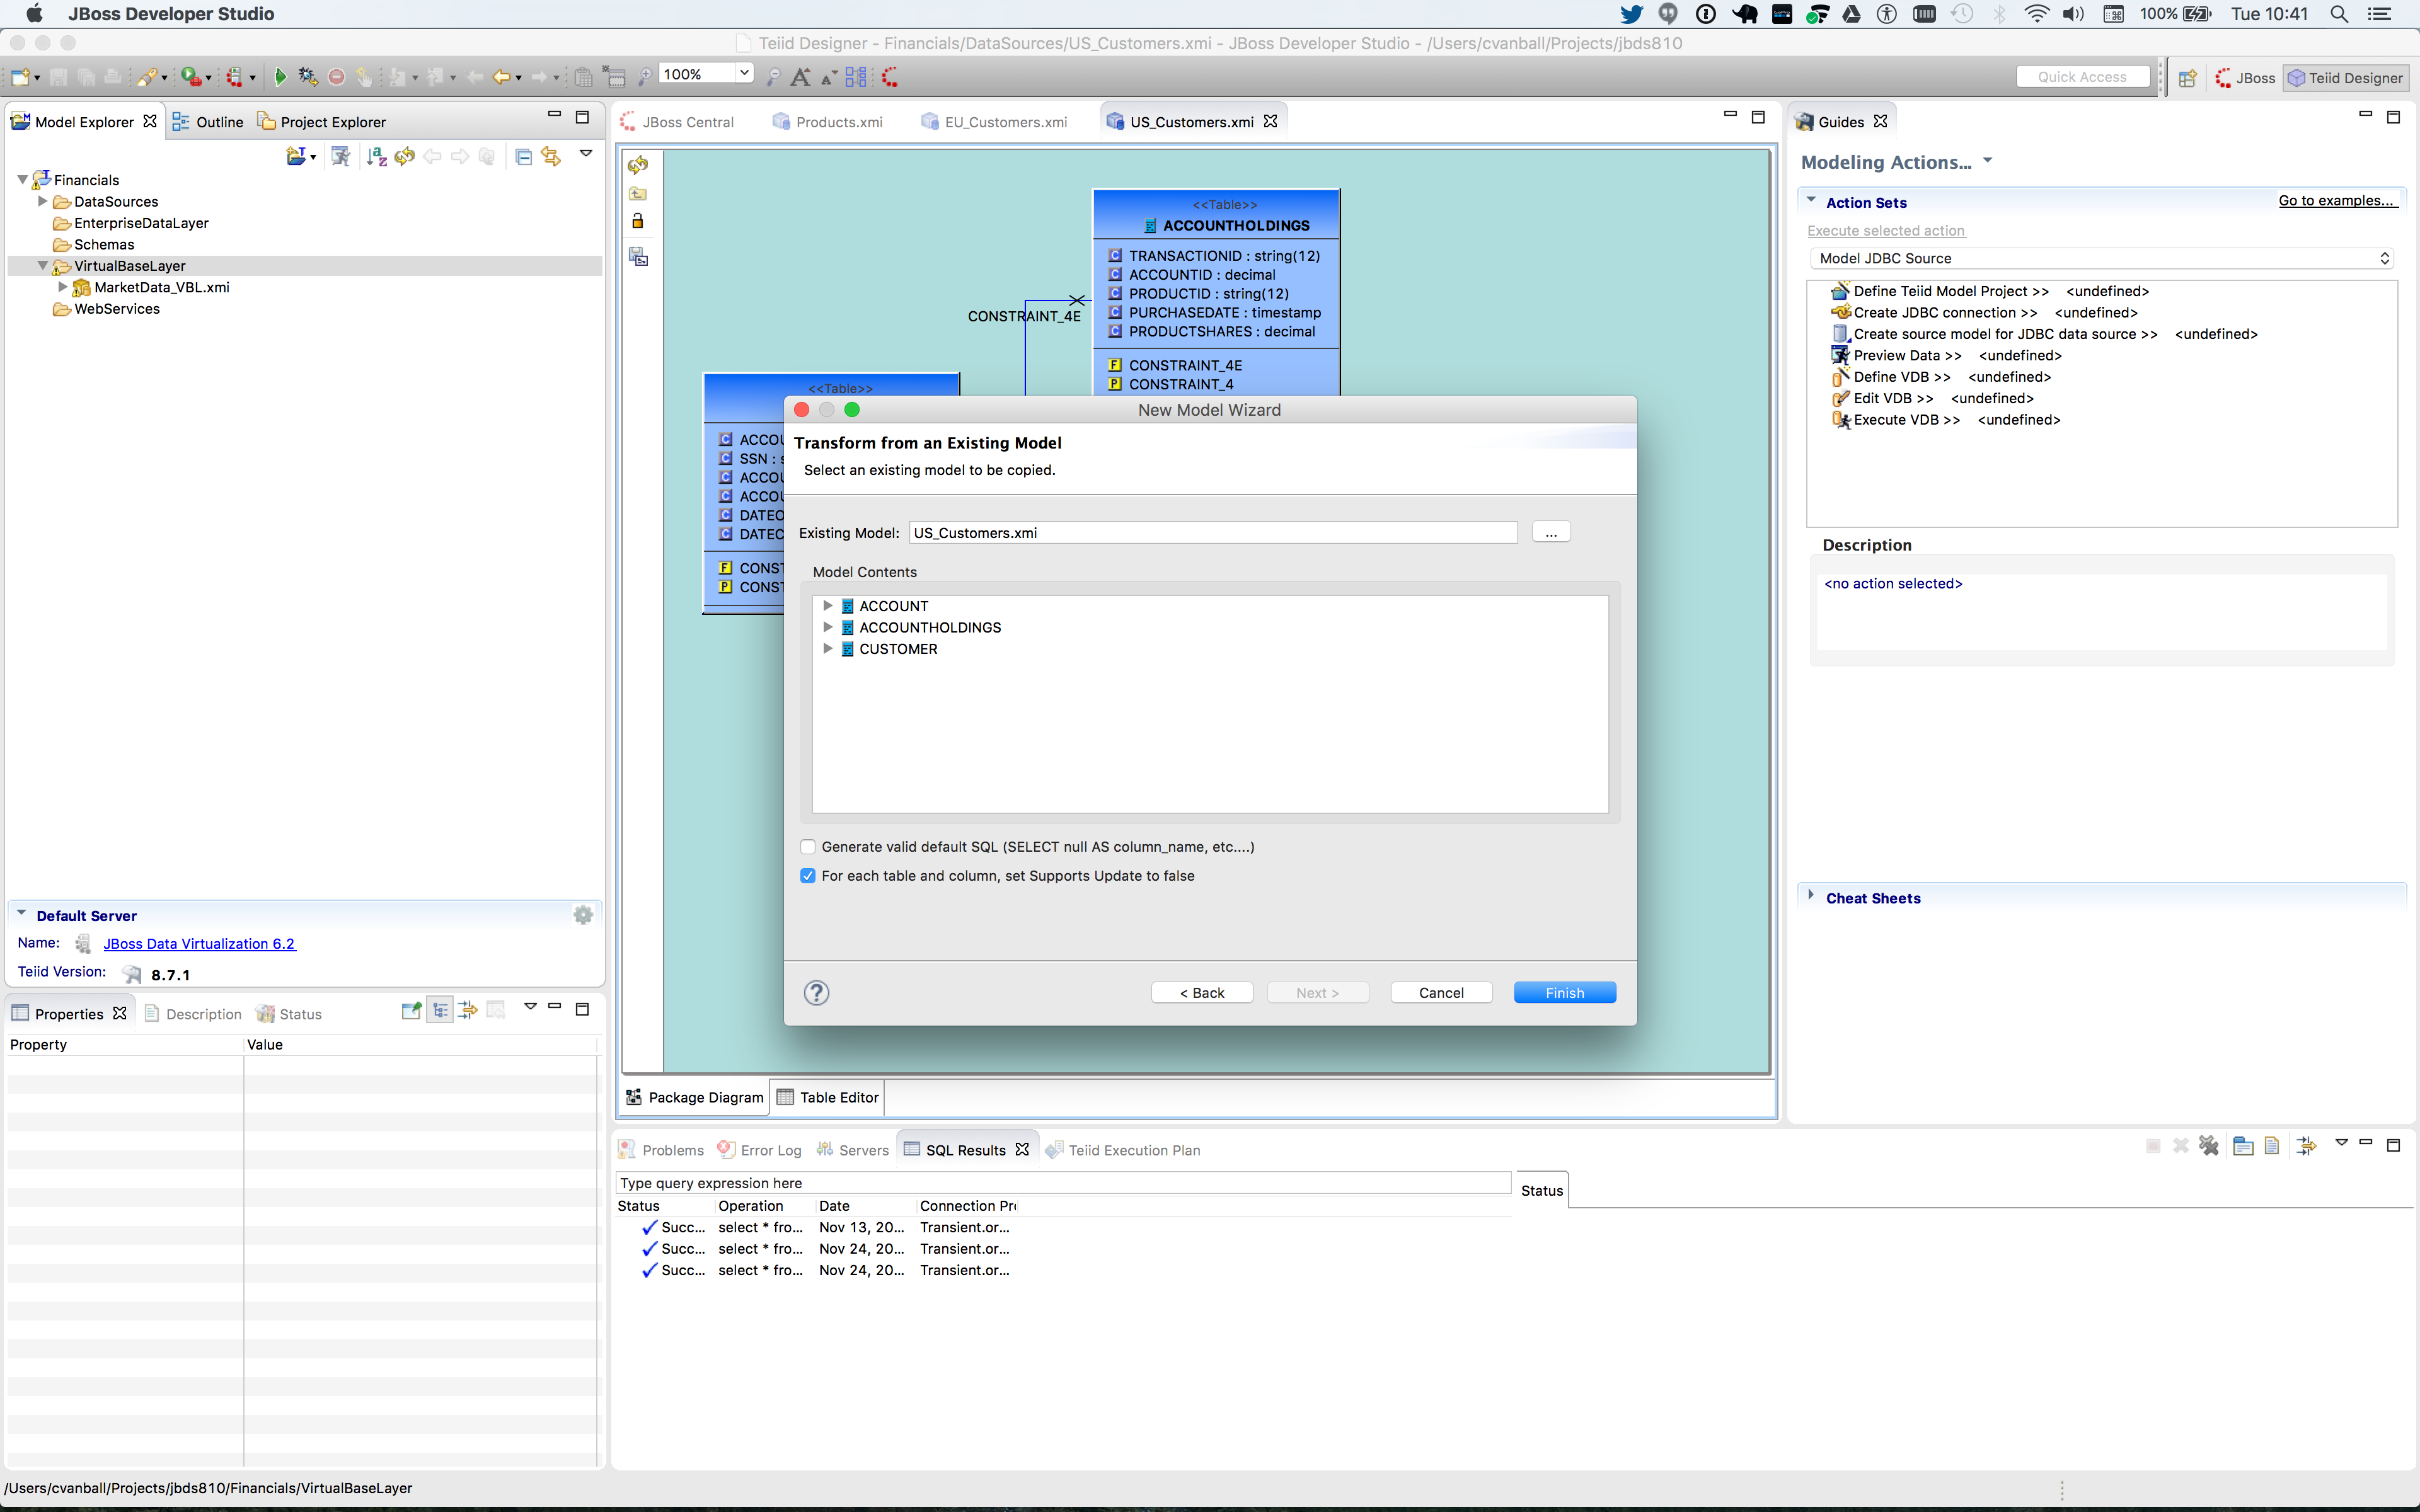 JBoss Developer Studio
100%
Tue 10:41
Teiid Designer - Financials/DataSources/US_Customers.xmi - JBoss Developer Studio - /Users/cvanball/Projects/jbds810
100%
Quick Access
JBoss
Teiid Designer
Model Explorer
Outline
Project Explorer
Financials
DataSources
EnterpriseDataLayer
Schemas
VirtualBaseLayer
MarketData_VBL.xmi
WebServices
Default Server
Name:
JBoss Data Virtualization 6.2
Teiid Version:
8.7.1
Properties
Description
Status
Property
Value
JBoss Central
Products.xmi
EU_Customers.xmi
US_Customers.xmi
<<Table>>
ACCOUNTHOLDINGS
TRANSACTIONID : string(12)
ACCOUNTID : decimal
PRODUCTID : string(12)
PURCHASEDATE : timestamp
PRODUCTSHARES : decimal
CONSTRAINT_4E
CONSTRAINT_4
CONSTRAINT_4E
<<Table>>
ACCOU
SSN : s
ACCOU
ACCOU
DATEO
DATEC
CONST
CONST
New Model Wizard
Transform from an Existing Model
Select an existing model to be copied.
Existing Model:
US_Customers.xmi
...
Model Contents
ACCOUNT
ACCOUNTHOLDINGS
CUSTOMER
Generate valid default SQL (SELECT null AS column_name, etc....)
For each table and column, set Supports Update to false
?
< Back
Next >
Cancel
Finish
Package Diagram
Table Editor
Guides
Modeling Actions...
Action Sets
Go to examples...
Execute selected action
Model JDBC Source
Define Teiid Model Project >> <undefined>
Create JDBC connection >> <undefined>
Create source model for JDBC data source >> <undefined>
Preview Data >> <undefined>
Define VDB >> <undefined>
Edit VDB >> <undefined>
Execute VDB >> <undefined>
Description
<no action selected>
Cheat Sheets
Problems
Error Log
Servers
SQL Results
Teiid Execution Plan
Type query expression here
Status
Status Operation Date Connection Pr
Succ... select * fro... Nov 13, 20... Transient.or...
Succ... select * fro... Nov 24, 20... Transient.or...
Succ... select * fro... Nov 24, 20... Transient.or...
/Users/cvanball/Projects/jbds810/Financials/VirtualBaseLayer